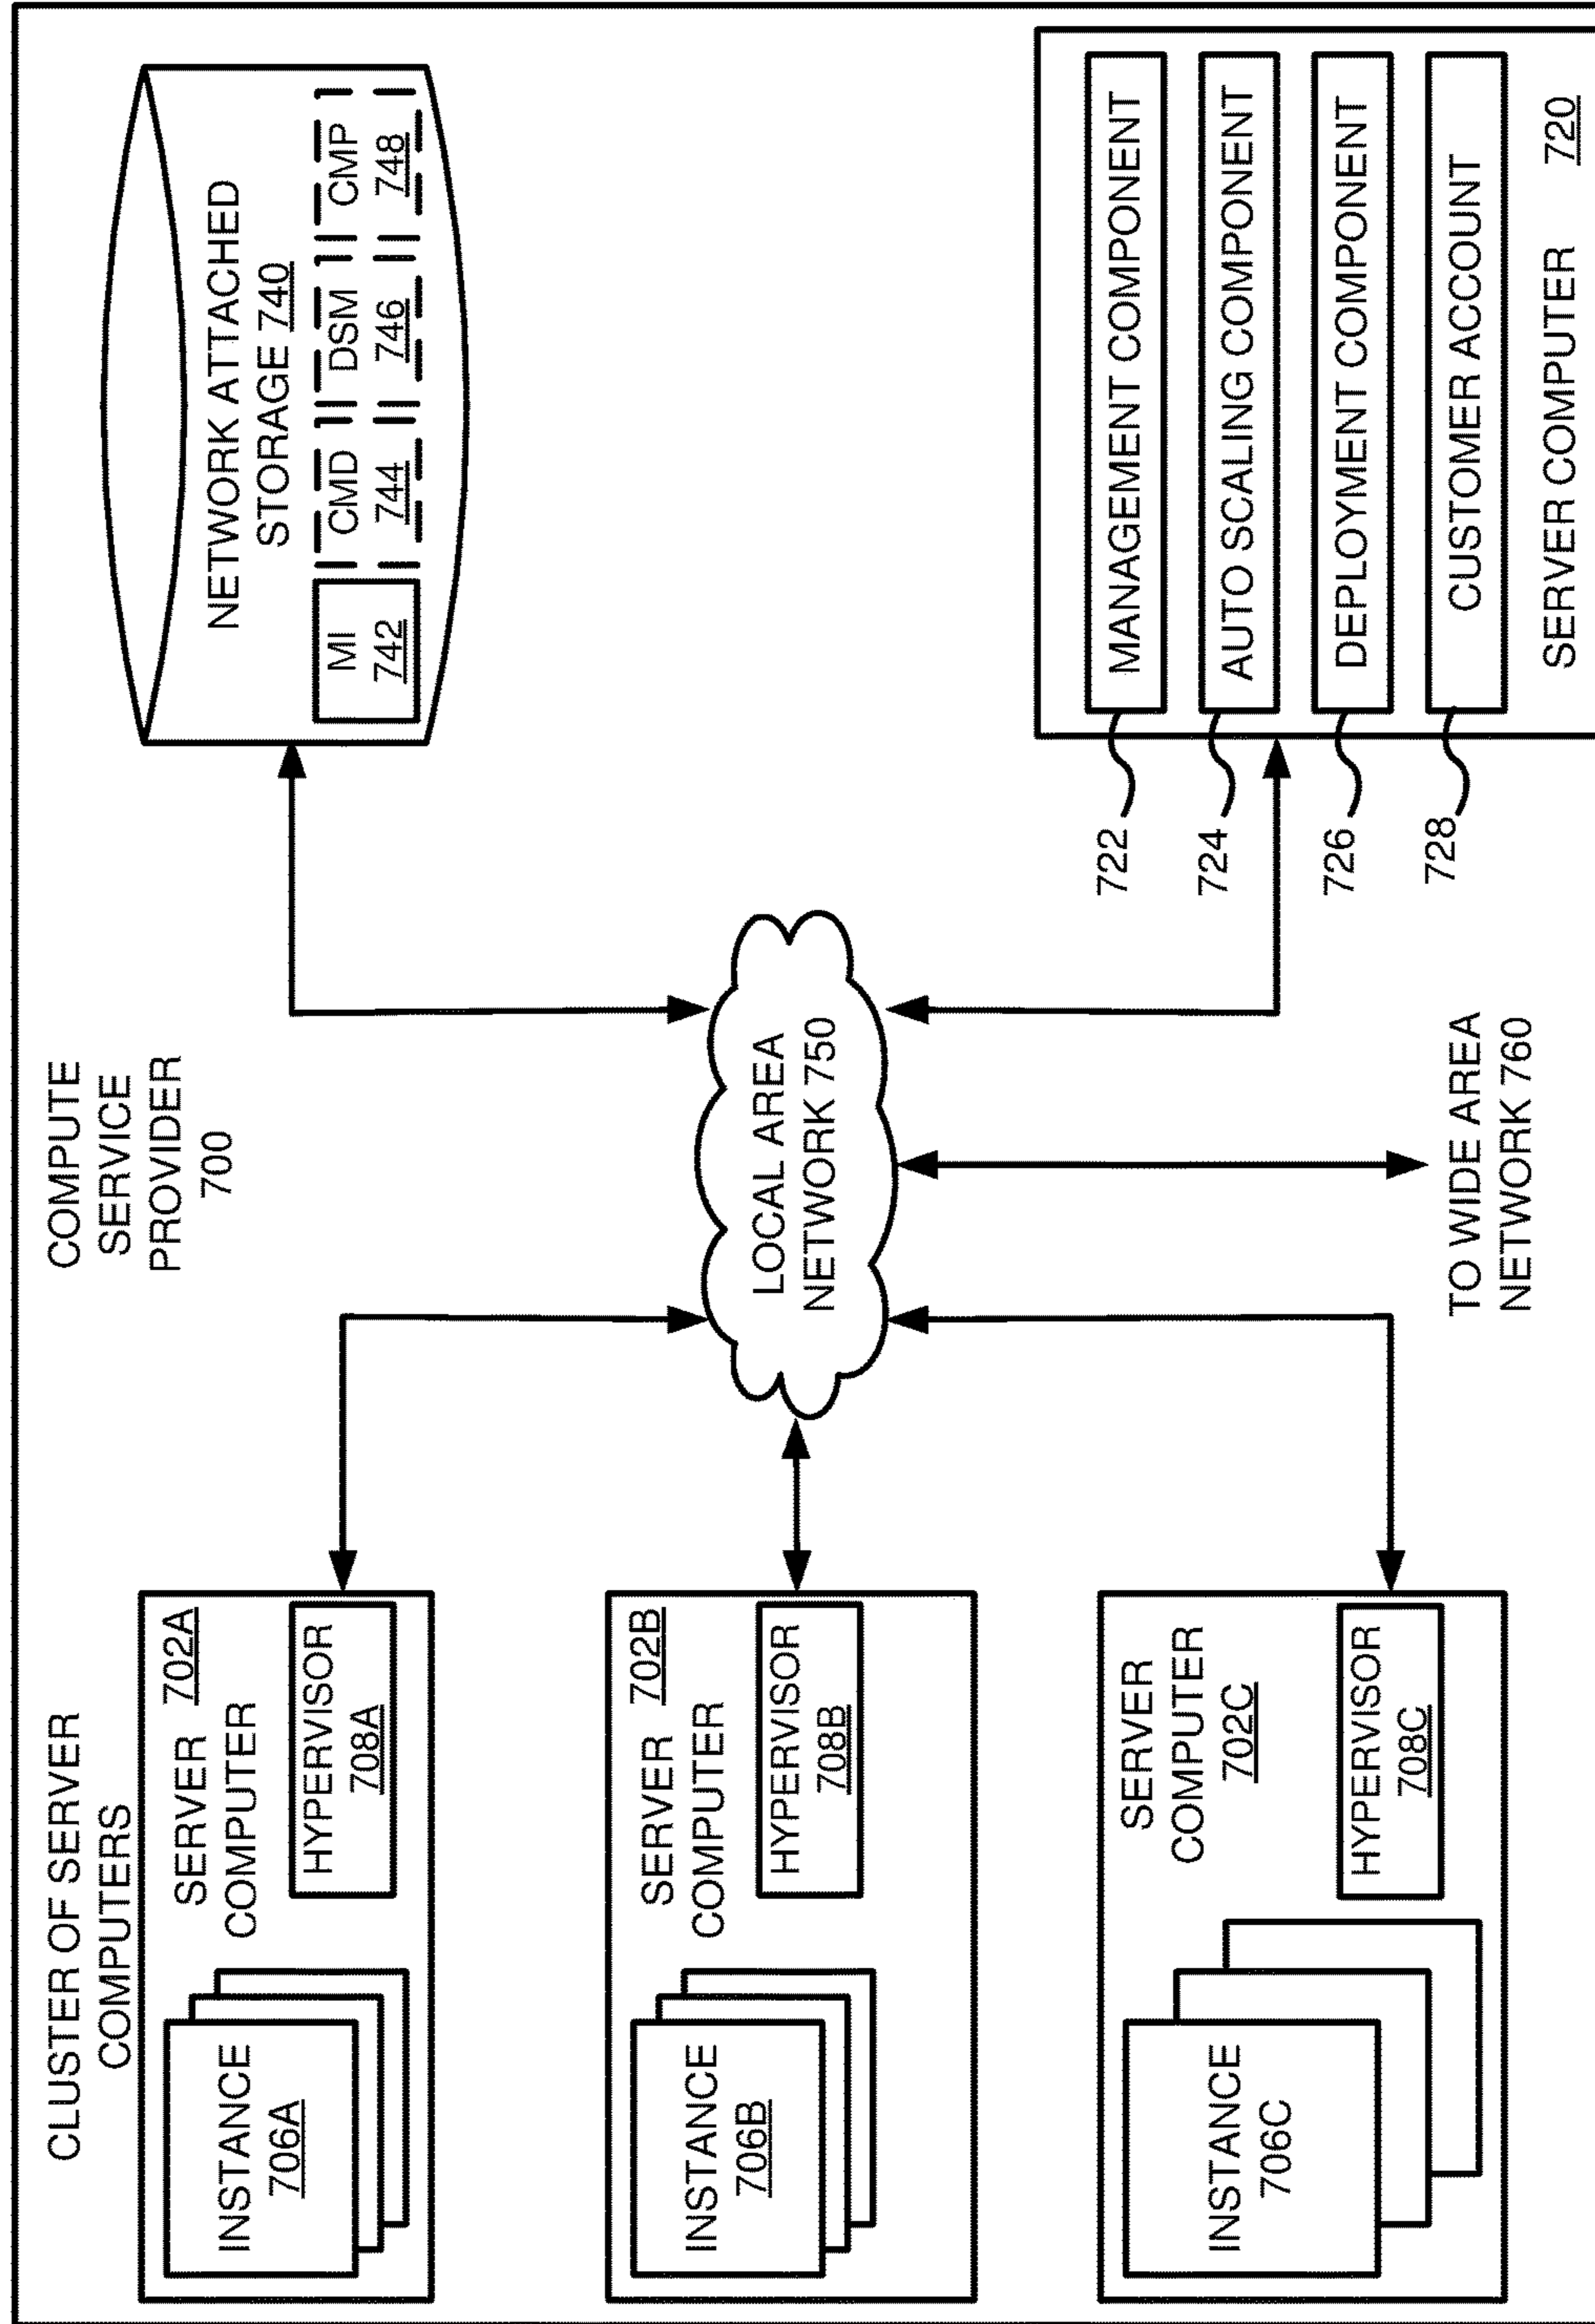 CLUSTER OF SERVER
COMPUTERS
COMPUTE
SERVICE
PROVIDER
700
INSTANCE
706A
SERVER 702A
COMPUTER
HYPERVISOR
708A
INSTANCE
706B
SERVER 702B
COMPUTER
HYPERVISOR
708B
INSTANCE
706C
SERVER
COMPUTER
702C
HYPERVISOR
708C
LOCAL AREA
NETWORK 750
TO WIDE AREA
NETWORK 760
NETWORK ATTACHED
STORAGE 740
MI
742
CMD
744
DSM
746
CMP
748
722
MANAGEMENT COMPONENT
724
AUTO SCALING COMPONENT
726
DEPLOYMENT COMPONENT
728
CUSTOMER ACCOUNT
SERVER COMPUTER 720